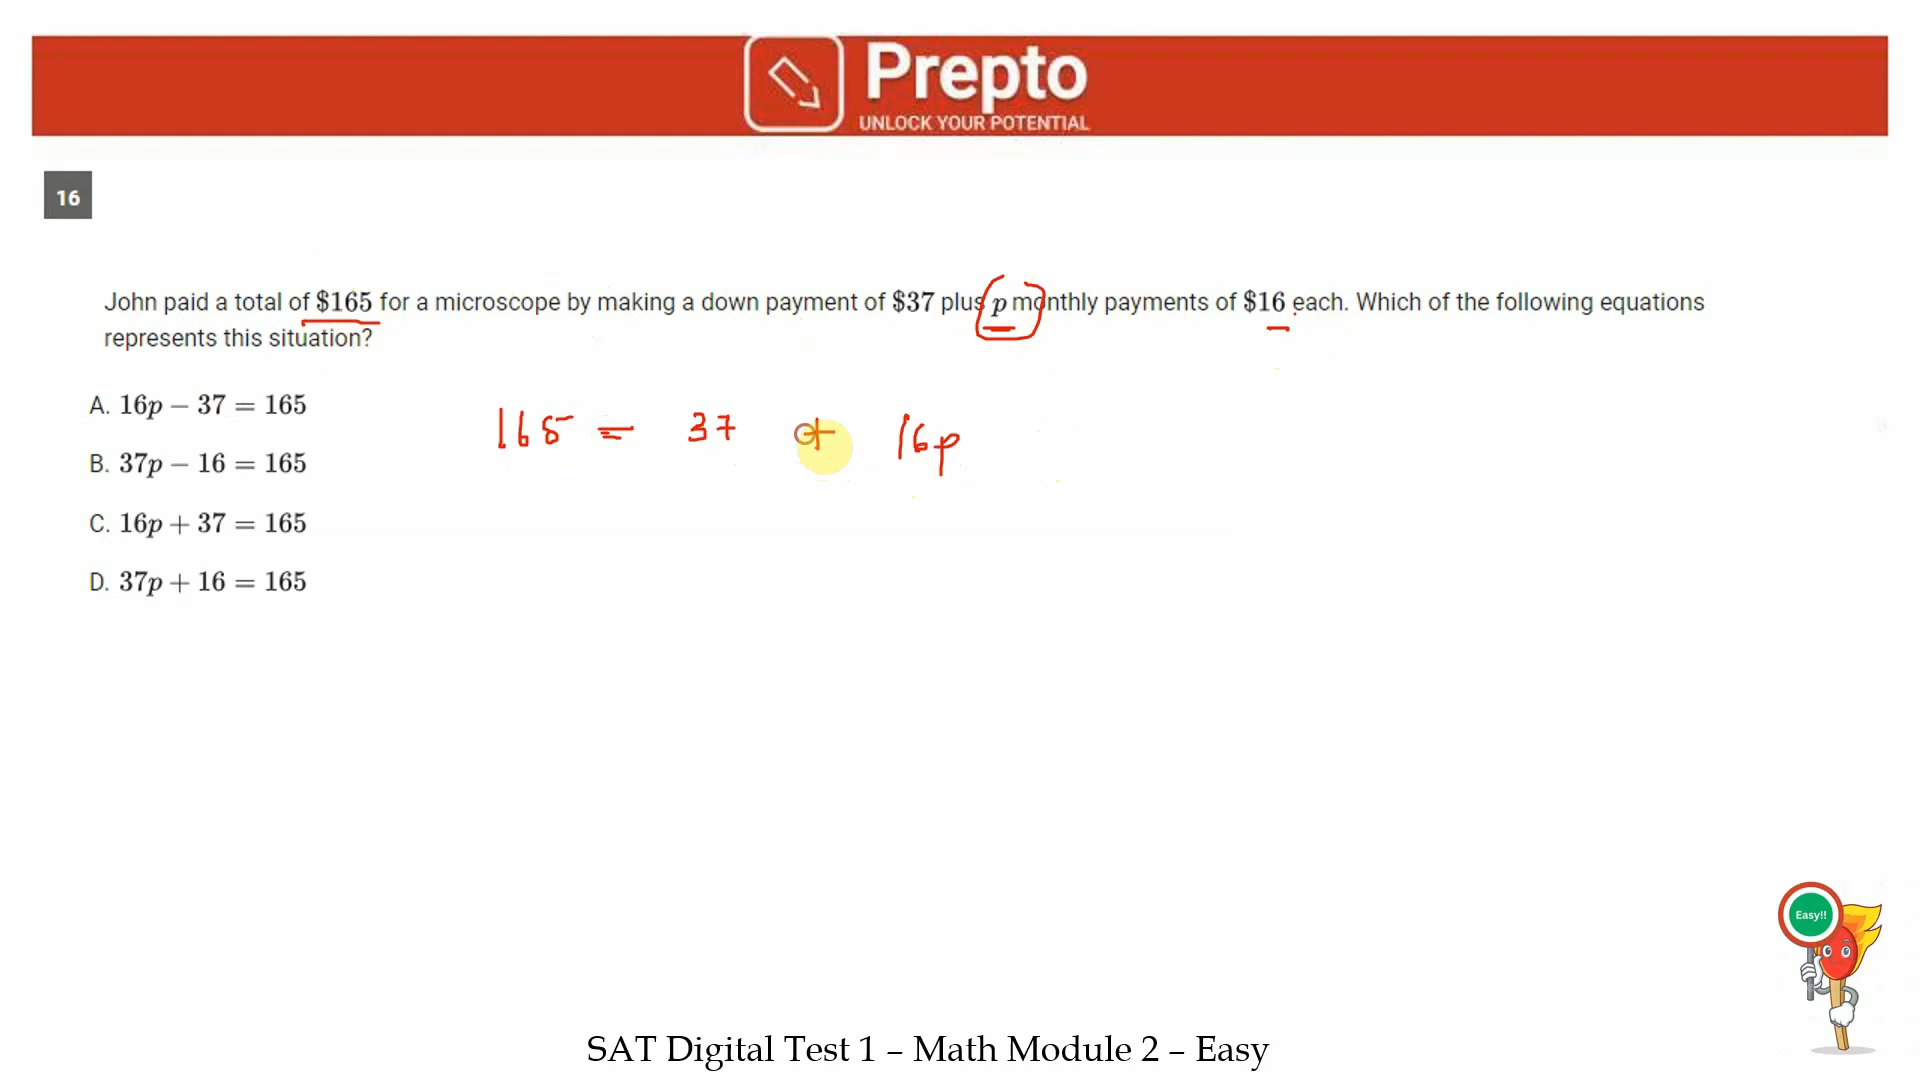 Prepto
UNLOCK YOUR POTENTIAL
16
John paid a total of $165 for a microscope by making a down payment of $37 plus p monthly payments of $16 each. Which of the following equations
represents this situation?
A. 16p − 37 = 165
B. 37p − 16 = 165
C. 16p + 37 = 165
D. 37p + 16 = 165
165 = 37 + 16p
Easy!!
SAT Digital Test 1 – Math Module 2 – Easy